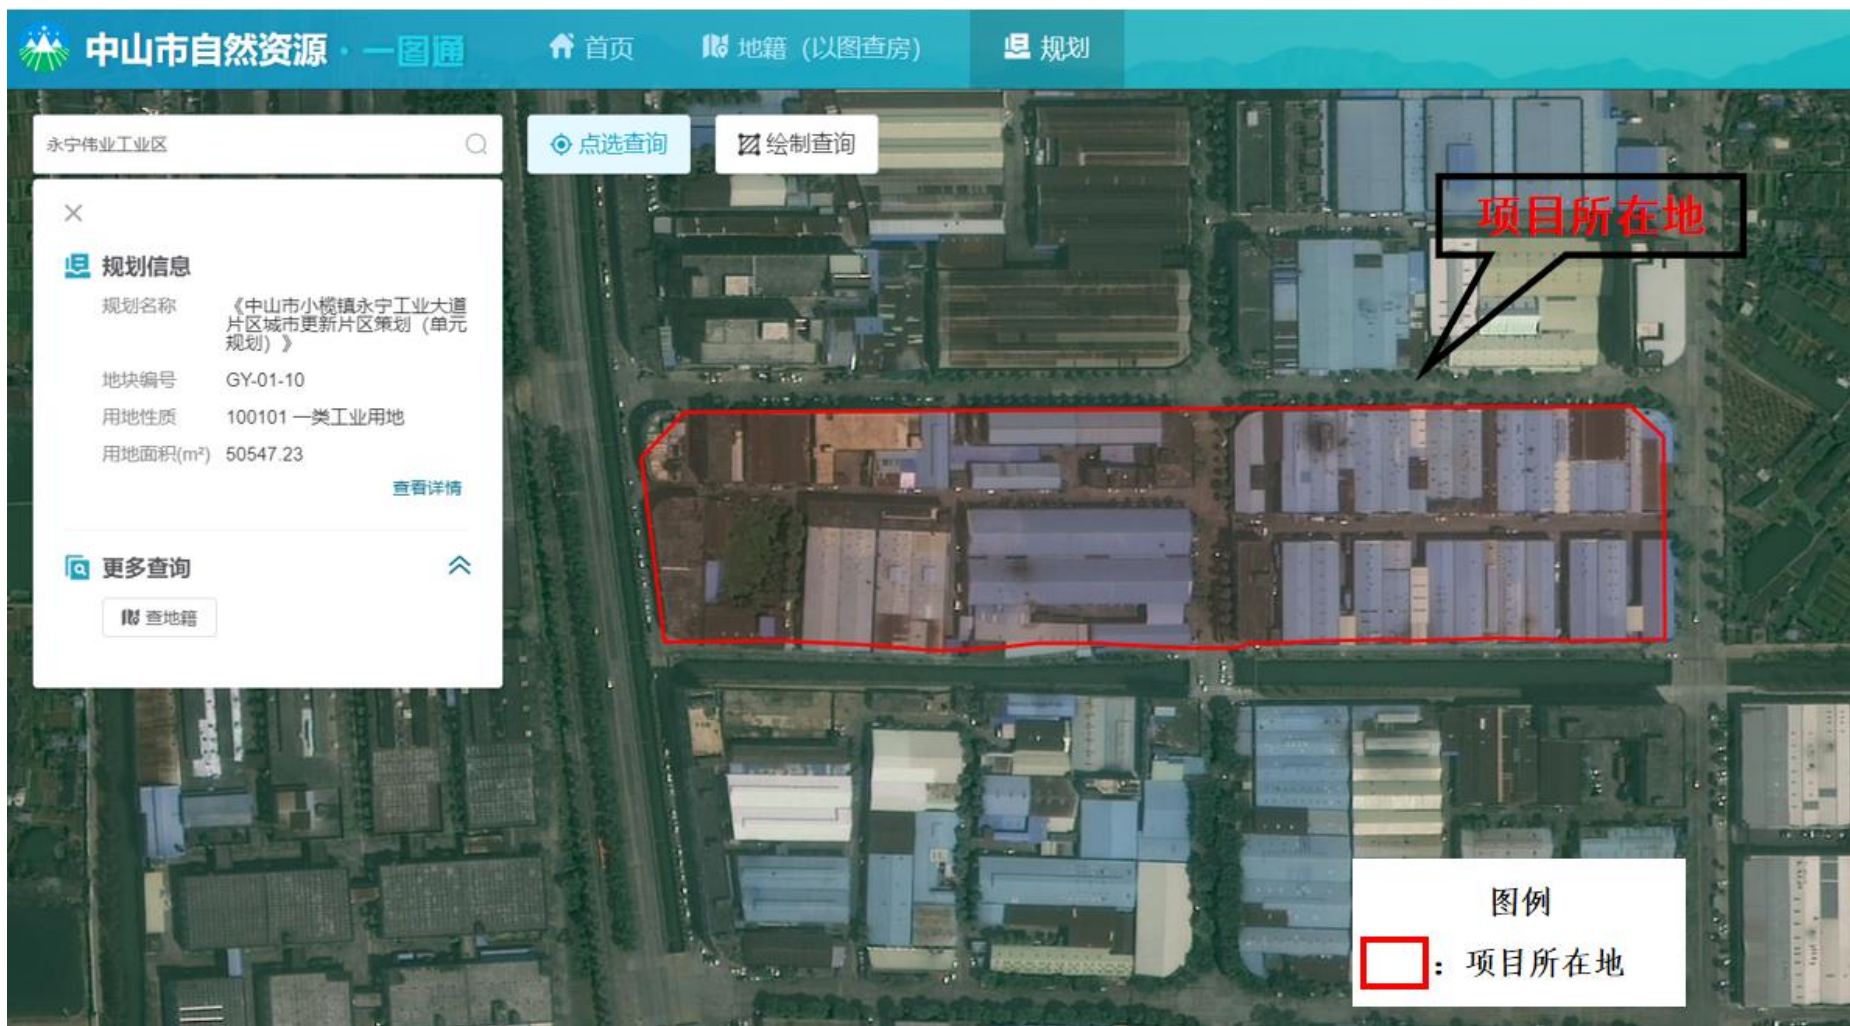 中山市自然资源·一图通
首页
地籍（以图查房）
规划
永宁伟业工业区
点选查询
绘制查询
项目所在地
规划信息
规划名称
《中山市小榄镇永宁工业大道
片区城市更新片区策划（单元
规划）》
地块编号 GY-01-10
用地性质 100101 一类工业用地
用地面积(m²) 50547.23
查看详情
更多查询
查地籍
图例
：项目所在地